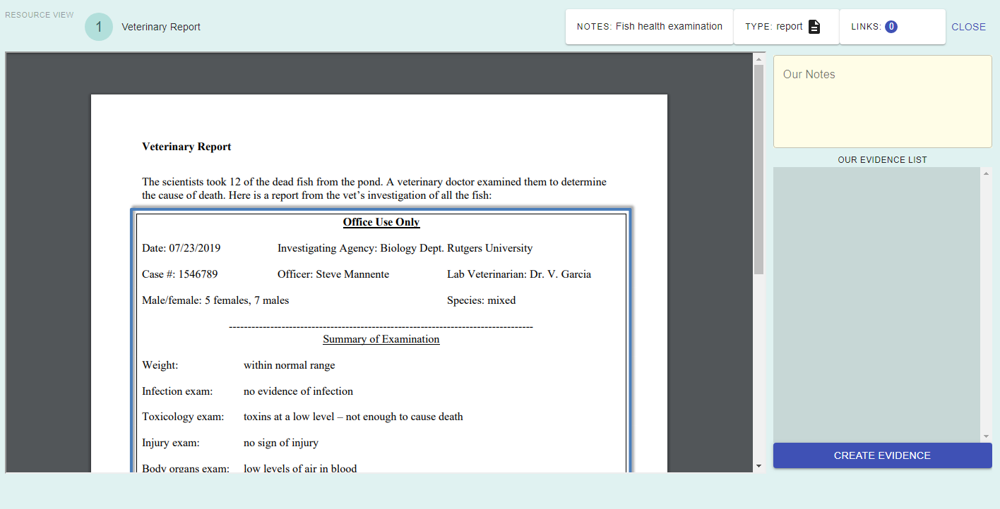 RESOURCE VIEW
1
Veterinary Report
NOTES: Fish health examination
TYPE: report
LINKS: 0
CLOSE
Veterinary Report
The scientists took 12 of the dead fish from the pond. A veterinary doctor examined them to determine
the cause of death. Here is a report from the vet’s investigation of all the fish:
Office Use Only
Date: 07/23/2019 Investigating Agency: Biology Dept. Rutgers University
Case #: 1546789 Officer: Steve Mannente Lab Veterinarian: Dr. V. Garcia
Male/female: 5 females, 7 males Species: mixed
--------------------------------------------------------------------------------
Summary of Examination
Weight: within normal range
Infection exam: no evidence of infection
Toxicology exam: toxins at a low level – not enough to cause death
Injury exam: no sign of injury
Body organs exam: low levels of air in blood
Our Notes
OUR EVIDENCE LIST
CREATE EVIDENCE